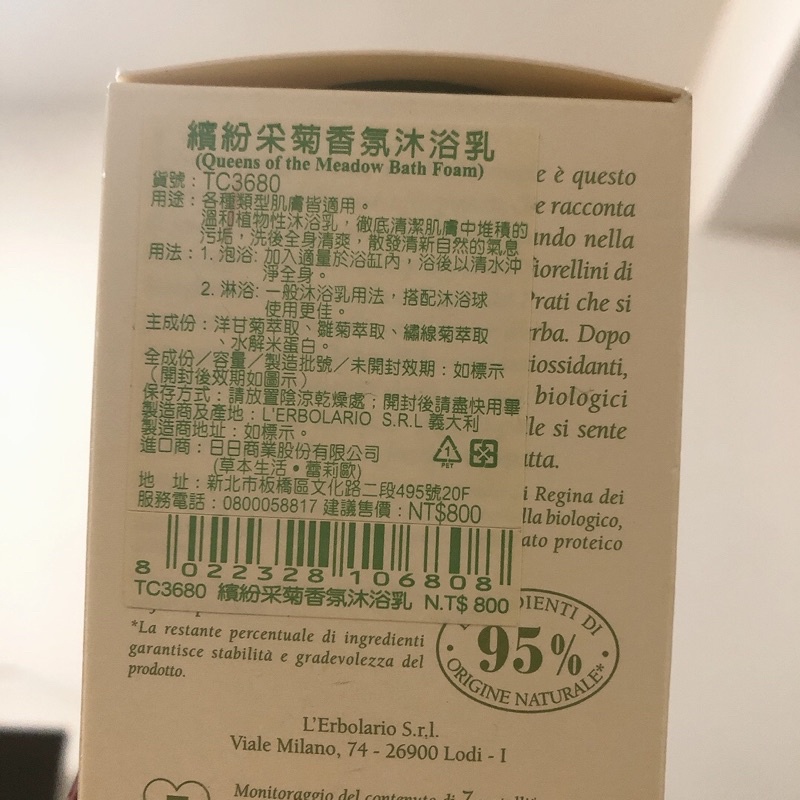 繽紛采菊香氛沐浴乳
(Queens of the Meadow Bath Foam)
貨號：TC3680
用途：各種類型肌膚皆適用。
溫和植物性沐浴乳，徹底清潔肌膚中堆積的
污垢，洗後全身清爽，散發清新自然的氣息
用法：1. 泡浴: 加入適量於浴缸內，浴後以清水沖
淨全身。
2. 淋浴: 一般沐浴乳用法，搭配沐浴球
使用更佳。
主成份：洋甘菊萃取、雛菊萃取、繡線菊萃取
、水解米蛋白。
全成份／容量／製造批號／未開封效期：如標示
（開封後效期如圖示）
保存方式：請放置陰涼乾燥處；開封後請盡快用畢
製造商及產地：L'ERBOLARIO S.R.L 義大利
製造商地址：如標示。
進口商：日日商業股份有限公司
(草本生活•蕾莉歐)
1
PET
地 址：新北市板橋區文化路二段495號20F
服務電話：0800058817 建議售價：NT$800
8 022328 106808
TC3680 繽紛采菊香氛沐浴乳 N.T$ 800
e è questo
e racconta
ando nella
fiorellini di
Prati che si
erba. Dopo
tiossidanti,
biologici
lle si sente
utta.
i Regina dei
lla biologico,
ato proteico
*La restante percentuale di ingredienti
garantisce stabilità e gradevolezza del
prodotto.
DIENTI DI
95%
ORIGINE NATURALE*
L'Erbolario S.r.l.
Viale Milano, 74 - 26900 Lodi - I
Monitoraggio del contenuto di 7